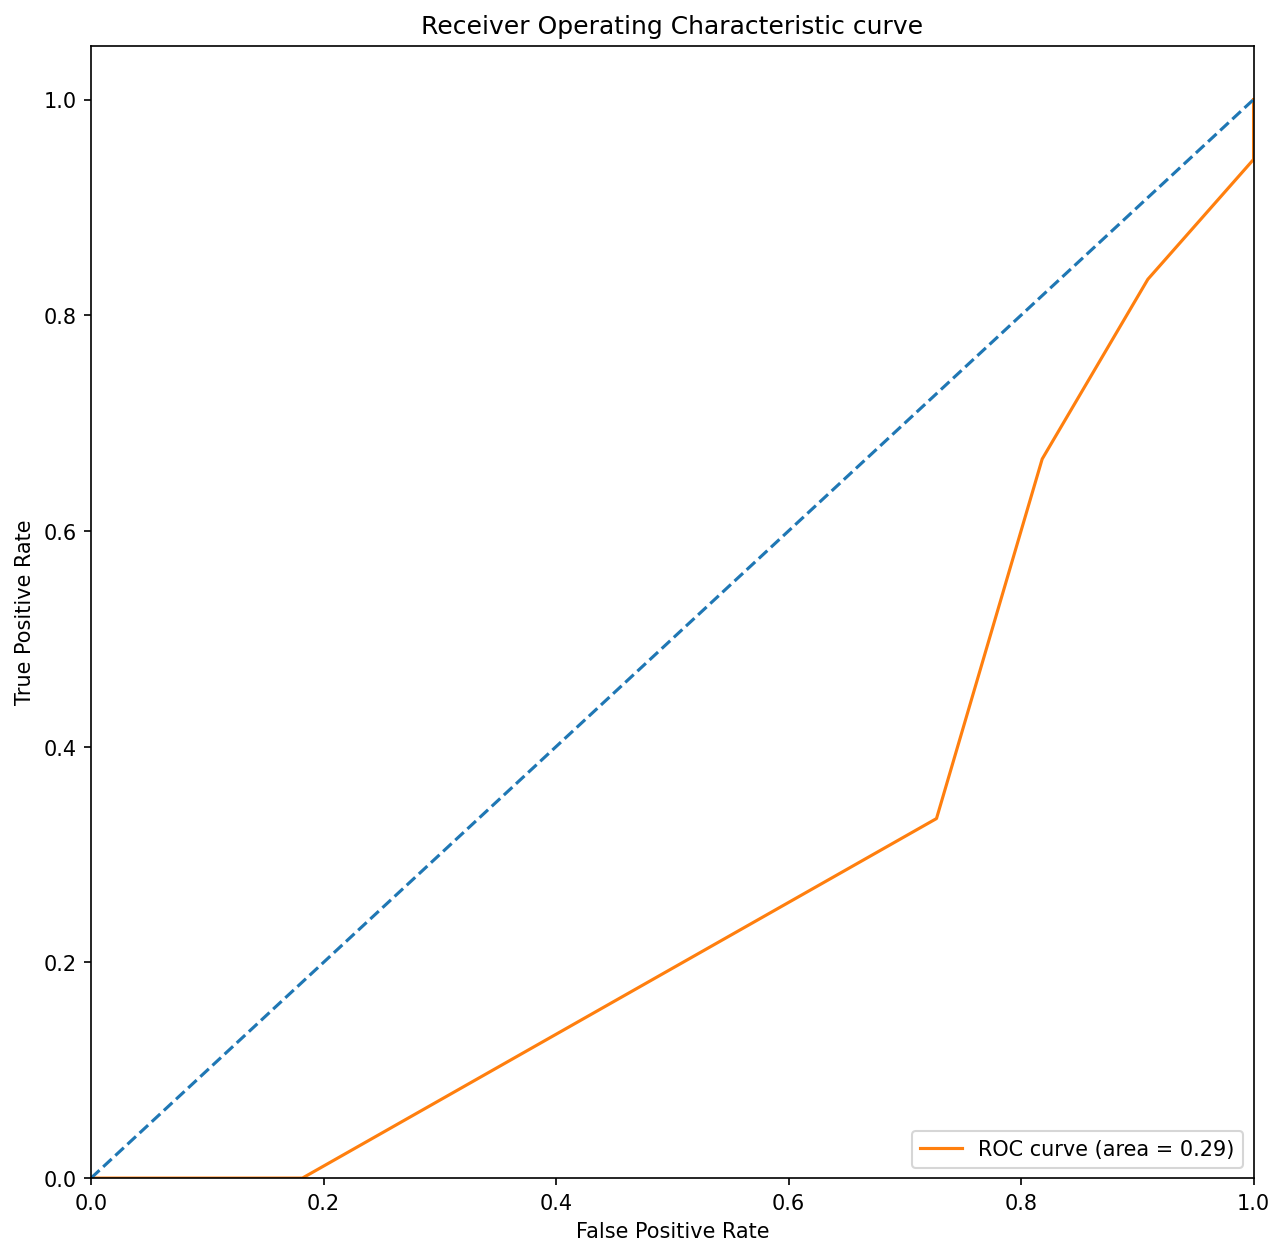 Receiver Operating Characteristic curve
1.0
0.8
0.6
0.4
0.2
0.0
True Positive Rate
ROC curve (area = 0.29)
0.0 0.2 0.4 0.6 0.8 1.0
False Positive Rate